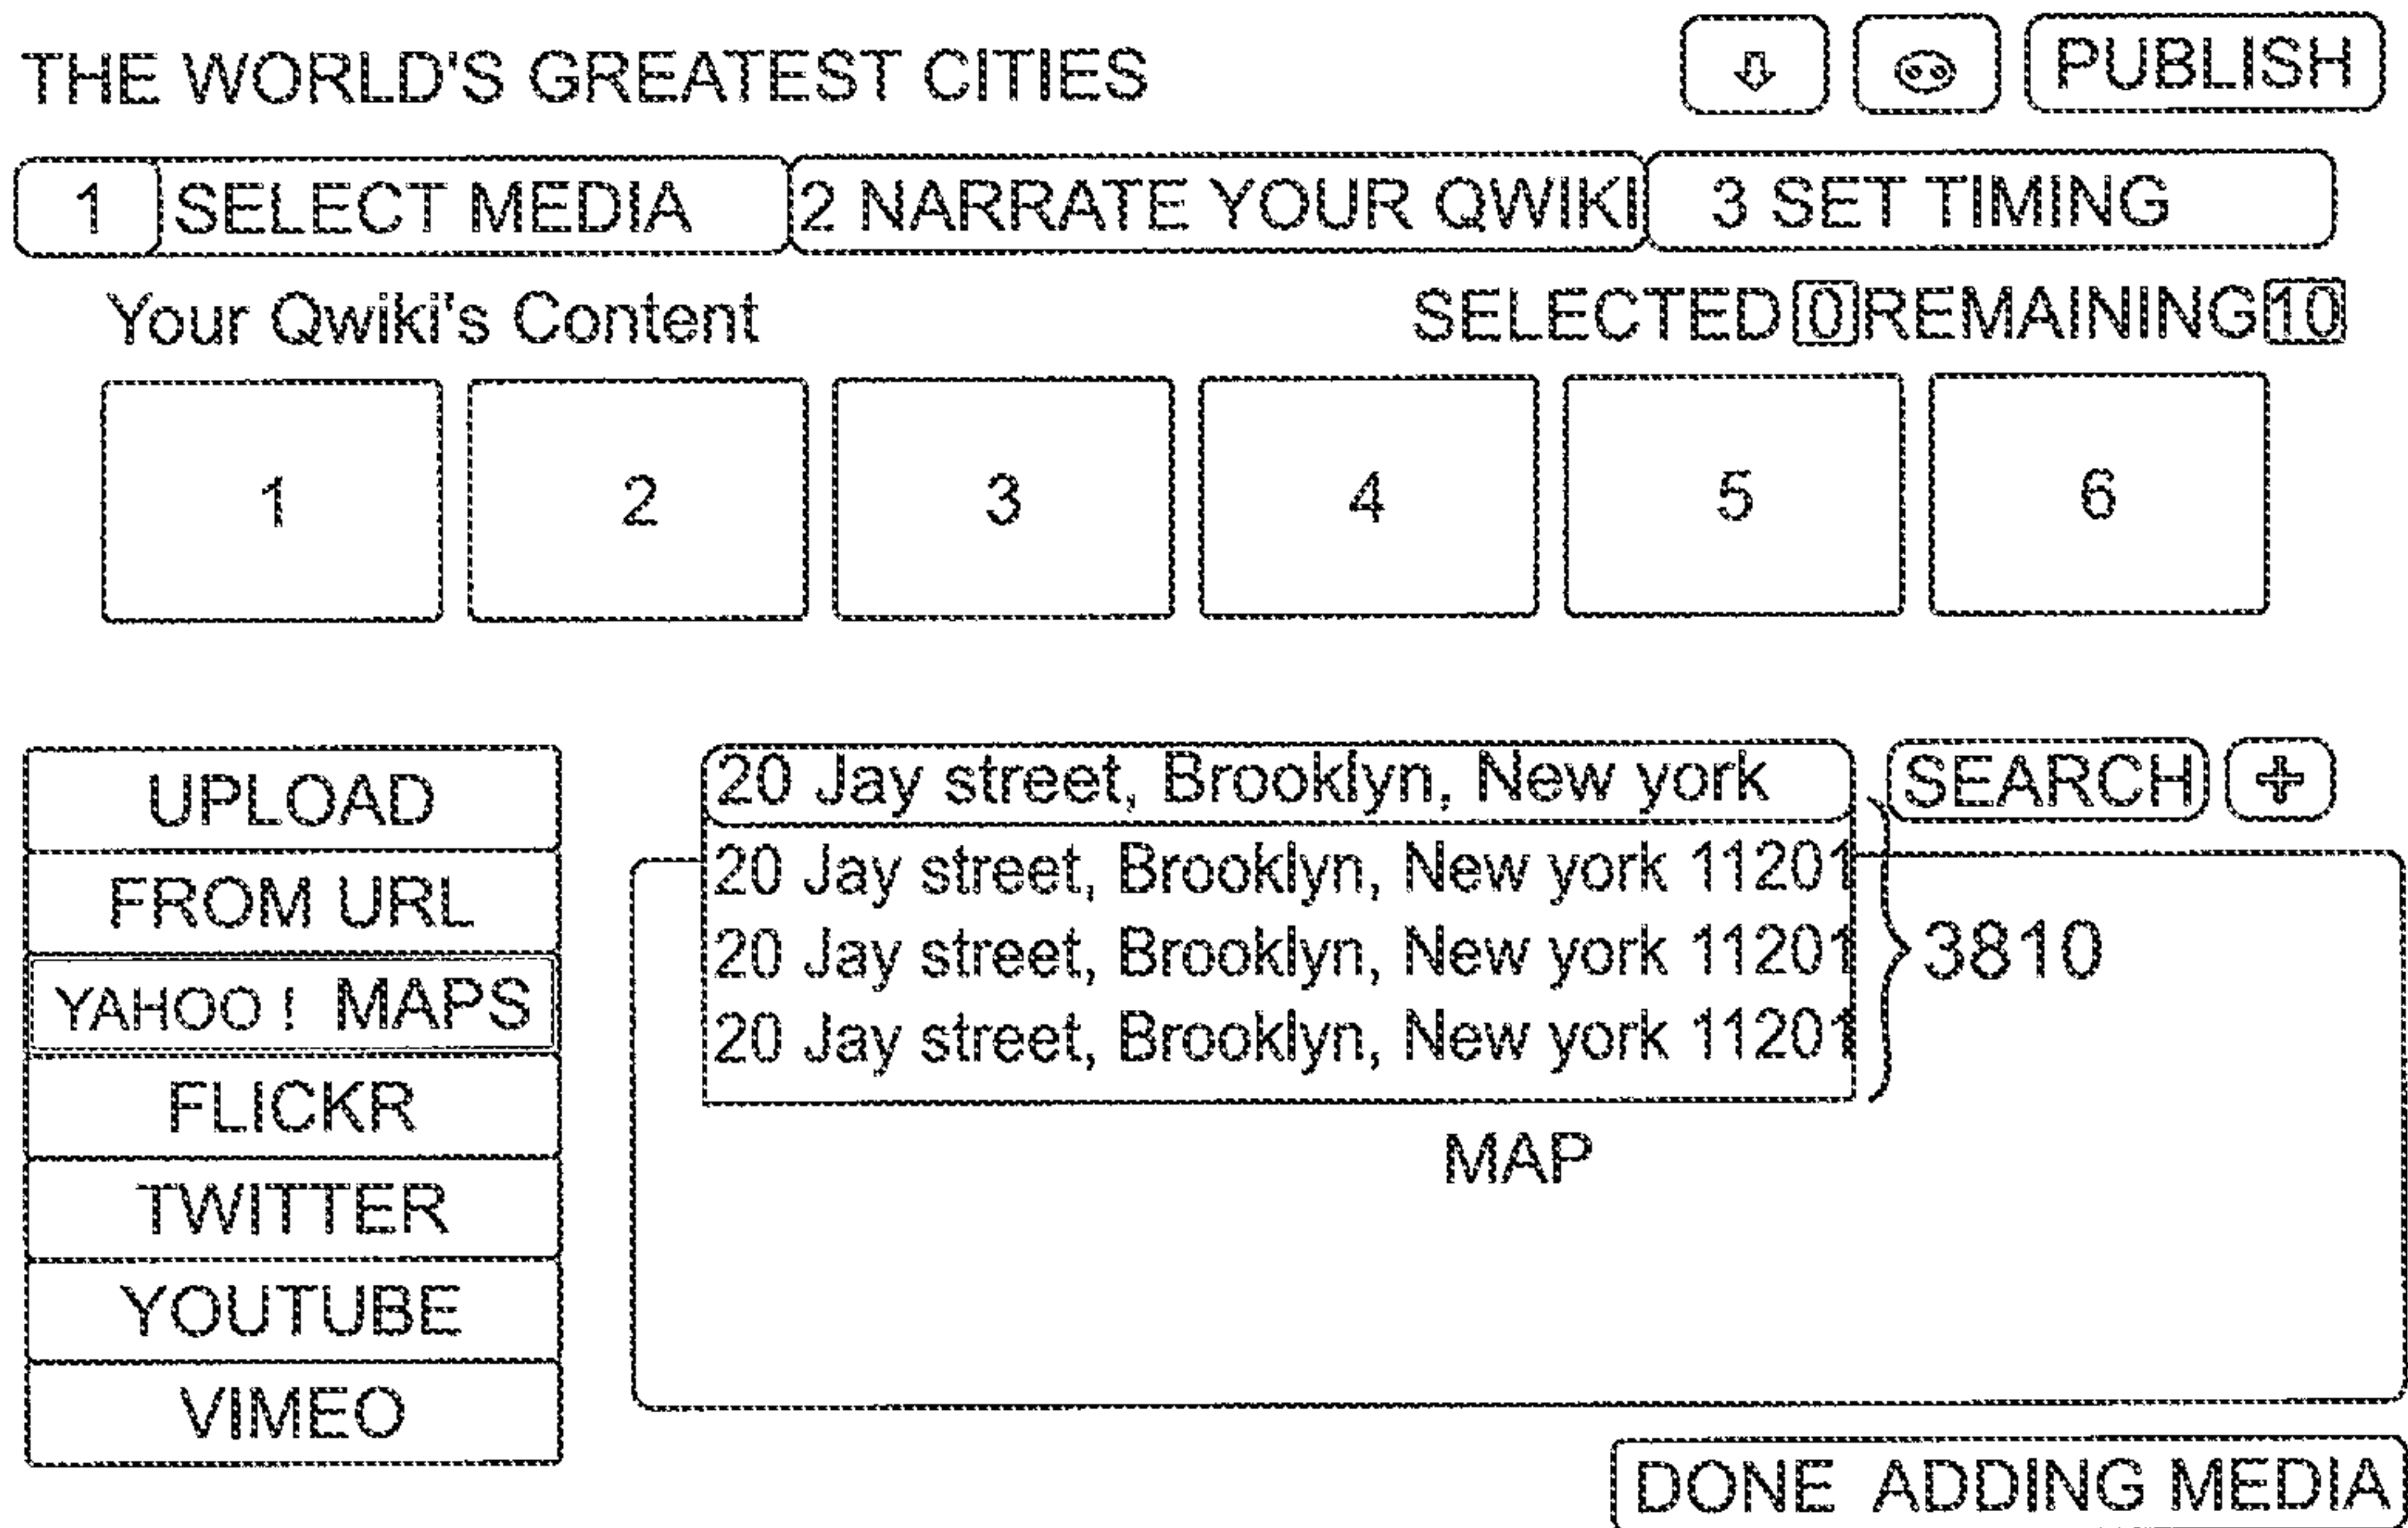 THE WORLD'S GREATEST CITIES
PUBLISH
1 SELECT MEDIA
2 NARRATE YOUR QWIKI
3 SET TIMING
Your Qwiki's Content
SELECTED 0 REMAINING 10
1
2
3
4
5
6
UPLOAD
FROM URL
YAHOO ! MAPS
FLICKR
TWITTER
YOUTUBE
VIMEO
20 Jay street, Brooklyn, New york
SEARCH
20 Jay street, Brooklyn, New york 11201
20 Jay street, Brooklyn, New york 11201
20 Jay street, Brooklyn, New york 11201
3810
MAP
DONE ADDING MEDIA